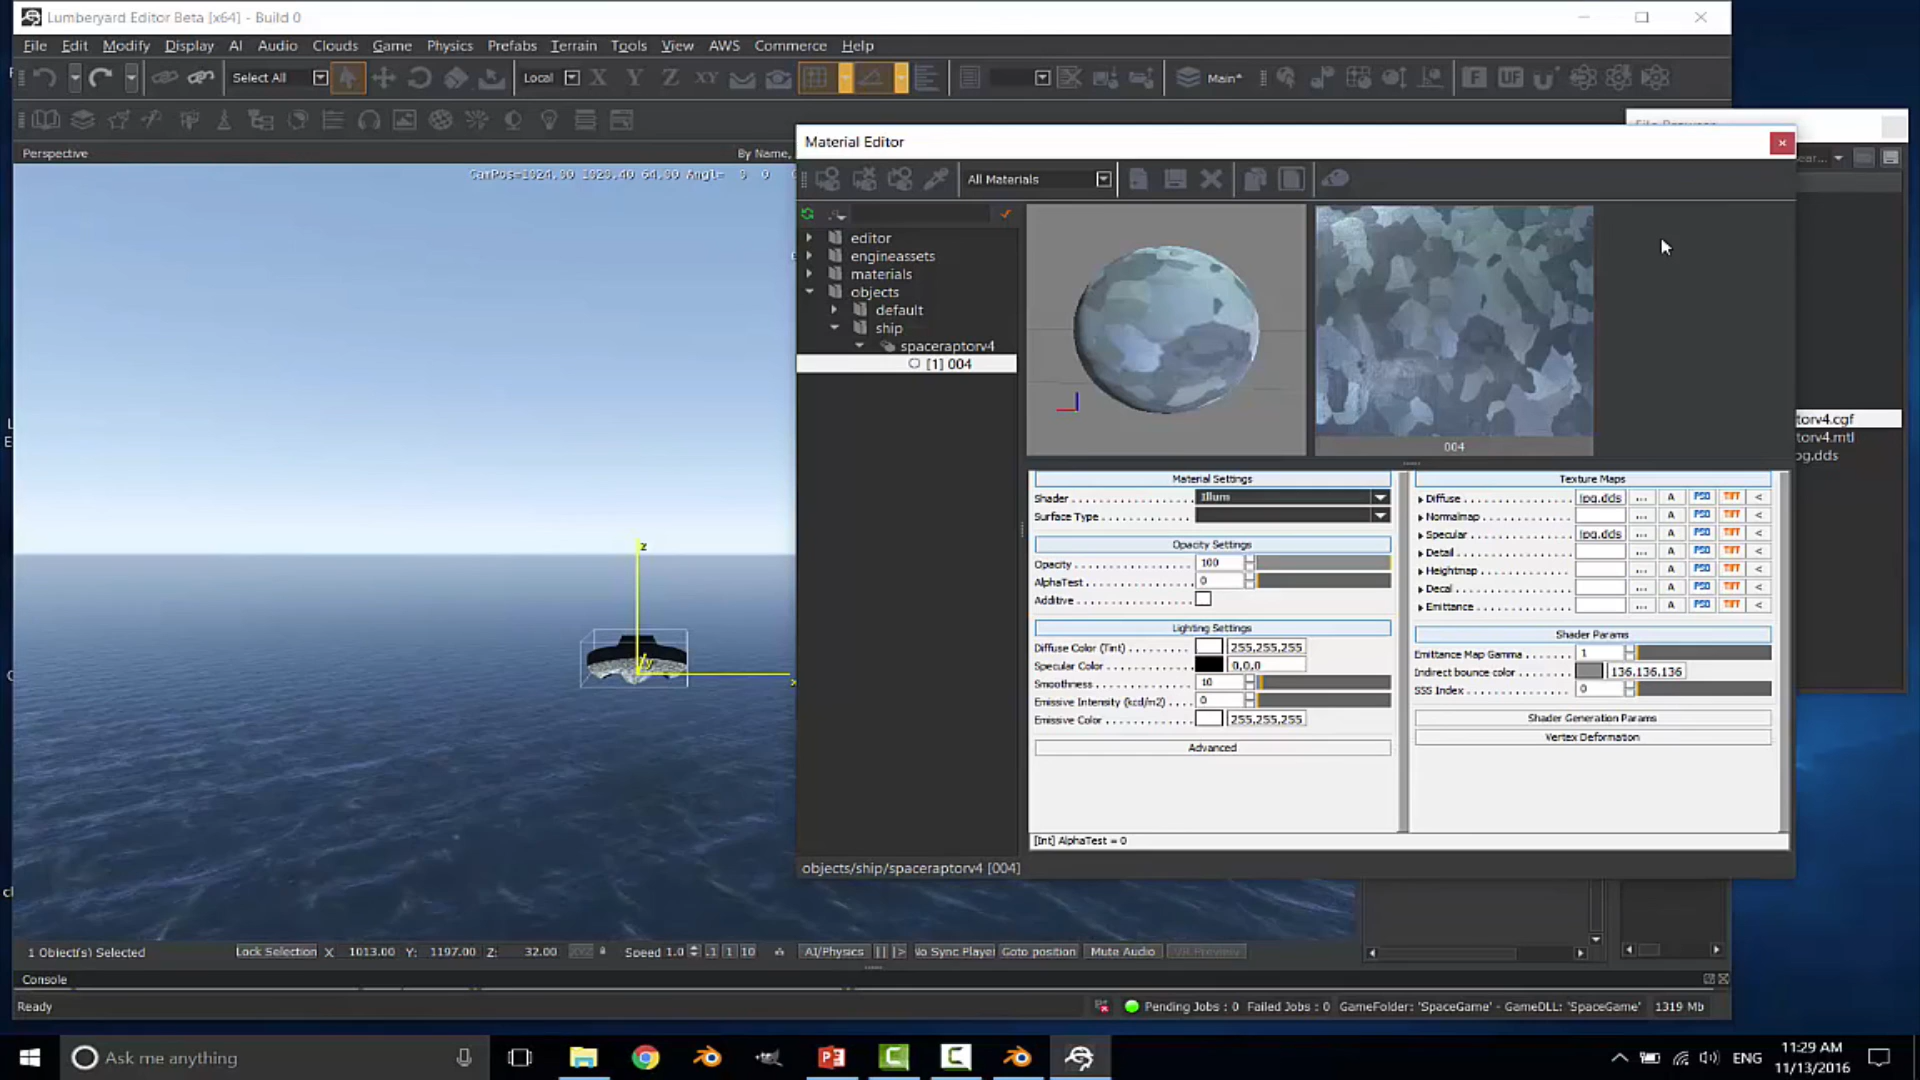 Lumberyard Editor Beta [x64] - Build 0
File Edit Modify Display AI Audio Clouds Game Physics Prefabs Terrain Tools View AWS Commerce Help
Select All Local X Y Z XY Main* F UF U
Perspective By Name,
Material Editor
All Materials
editor
engineassets
materials
objects
default
ship
spaceraptorv4
[1] 004
004
torv4.cgf
torv4.mtl
pg.dds
z
y
Material Settings
Shader Illum
Surface Type
Opacity Settings
Opacity 100
AlphaTest 0
Additive
Lighting Settings
Diffuse Color (Tint) 255,255,255
Specular Color 0,0,0
Smoothness 10
Emissive Intensity (kcd/m2) 0
Emissive Color 255,255,255
Advanced
Texture Maps
Diffuse jpg.dds ... A PSD TIFF <
Normalmap ... A PSD TIFF <
Specular jpg.dds ... A PSD TIFF <
Detail ... A PSD TIFF <
Heightmap ... A PSD TIFF <
Decal ... A PSD TIFF <
Emittance ... A PSD TIFF <
Shader Params
Emittance Map Gamma 1
Indirect bounce color 136,136,136
SSS Index 0
Shader Generation Params
Vertex Deformation
[Int] AlphaTest = 0
objects/ship/spaceraptorv4 [004]
1 Object(s) Selected Lock Selection X 1013.00 Y: 1197.00 Z: 32.00 XYZ Speed 1.0 .1 1 10 AI/Physics No Sync Player Goto position Mute Audio VR Preview
Console
Ready Pending Jobs : 0 Failed Jobs : 0 GameFolder: 'SpaceGame' - GameDLL: 'SpaceGame' 1319 Mb
Ask me anything ENG 11:29 AM
11/13/2016